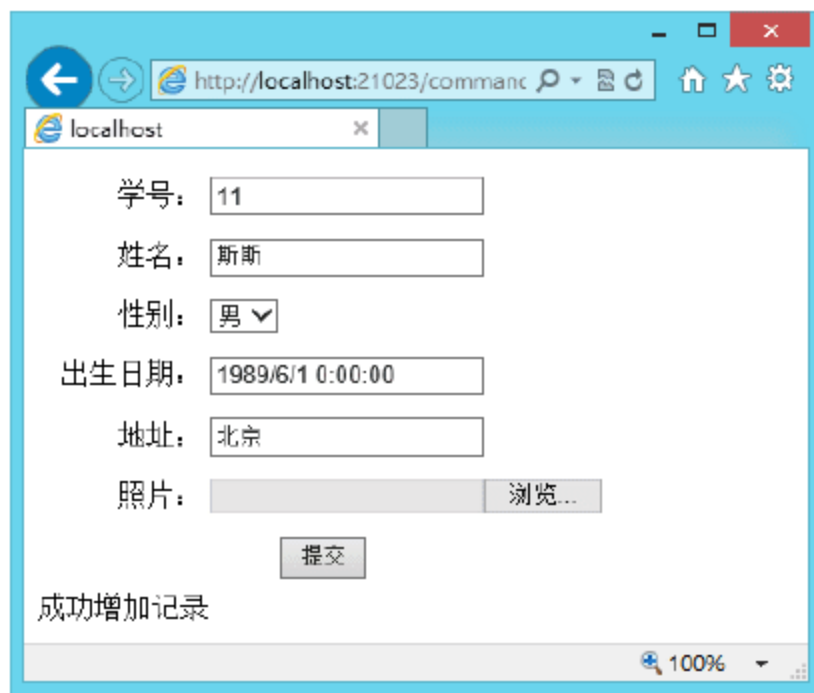 http://localhost:21023/command
localhost
学号： 11
姓名： 斯斯
性别： 男
出生日期： 1989/6/1 0:00:00
地址： 北京
照片： 浏览...
提交
成功增加记录
100%